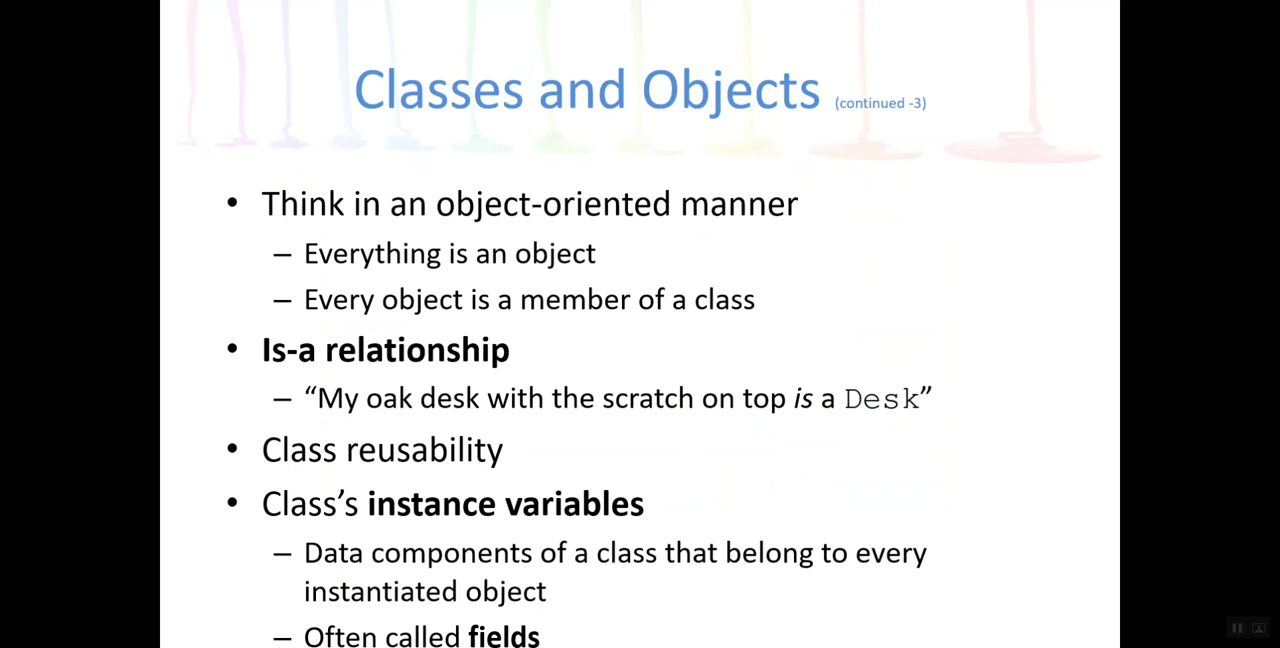 Classes and Objects (continued -3)
• Think in an object-oriented manner
– Everything is an object
– Every object is a member of a class
• Is-a relationship
– “My oak desk with the scratch on top is a Desk”
• Class reusability
• Class’s instance variables
– Data components of a class that belong to every
instantiated object
– Often called fields